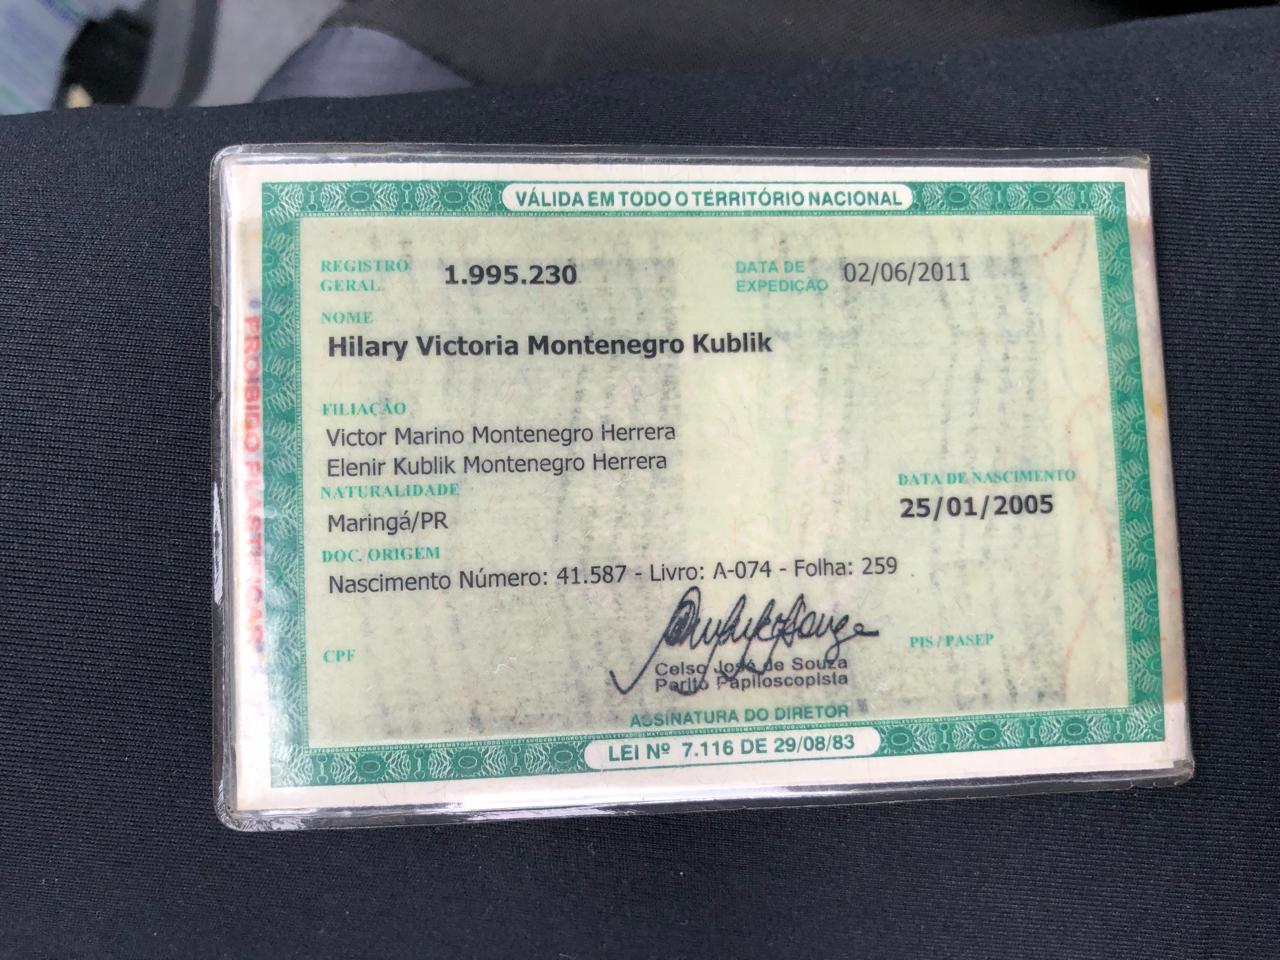 VÁLIDA EM TODO O TERRITÓRIO NACIONAL
REGISTRO GERAL 1.995.230 DATA DE EXPEDIÇÃO 02/06/2011
NOME
Hilary Victoria Montenegro Kublik
FILIAÇÃO
Victor Marino Montenegro Herrera
Elenir Kublik Montenegro Herrera
NATURALIDADE DATA DE NASCIMENTO
Maringá/PR 25/01/2005
DOC. ORIGEM
Nascimento Número: 41.587 - Livro: A-074 - Folha: 259
CPF PIS / PASEP
Celso José de Souza
Perito Papiloscopista
ASSINATURA DO DIRETOR
LEI Nº 7.116 DE 29/08/83
PROIBIDO PLASTIFICAR